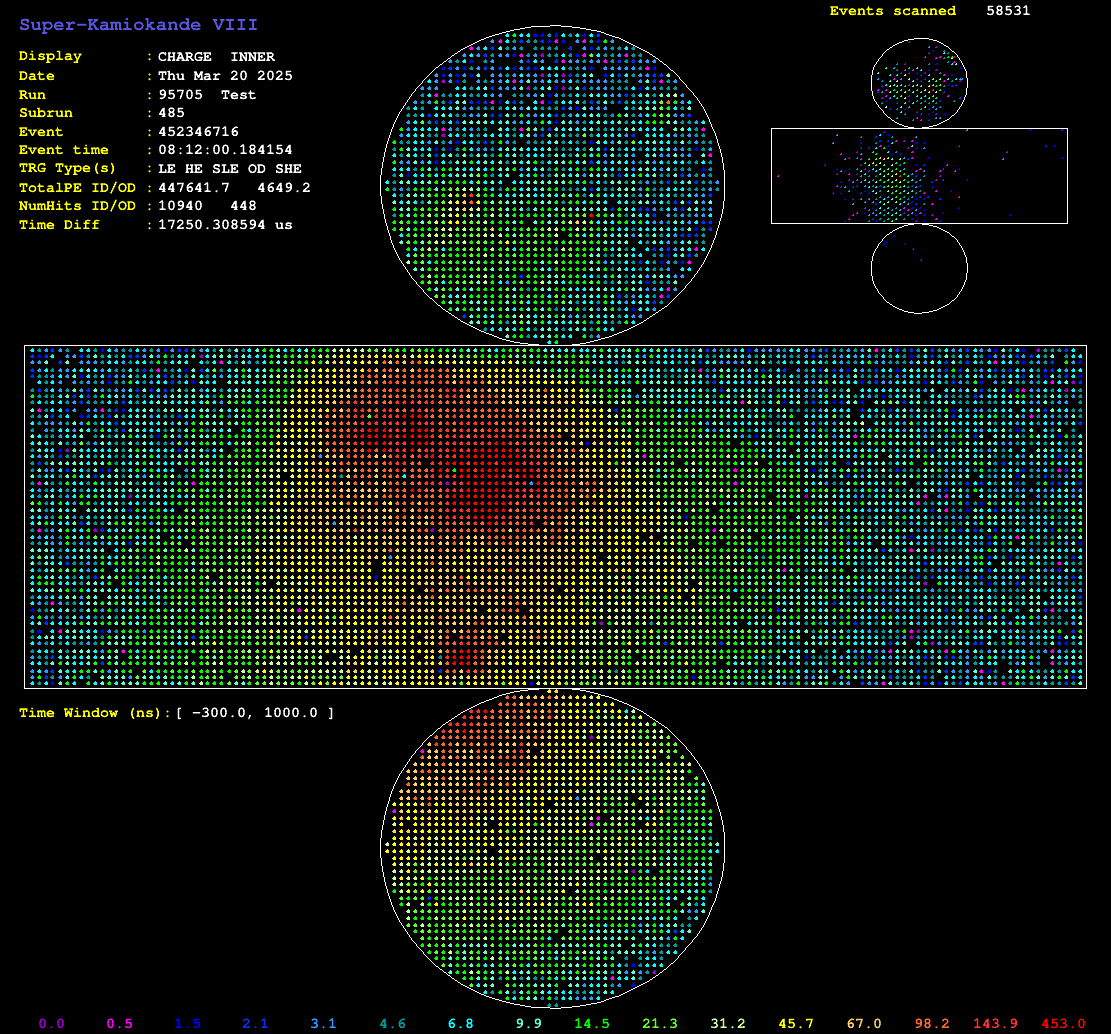 Super-Kamiokande VIII
Events scanned 58531
Display : CHARGE INNER
Date : Thu Mar 20 2025
Run : 95705 Test
Subrun : 485
Event : 452346716
Event time : 08:12:00.184154
TRG Type(s) : LE HE SLE OD SHE
TotalPE ID/OD : 447641.7 4649.2
NumHits ID/OD : 10940 448
Time Diff : 17250.308594 us
Time Window (ns): [ -300.0, 1000.0 ]
0.0 0.5 1.5 2.1 3.1 4.6 6.8 9.9 14.5 21.3 31.2 45.7 67.0 98.2 143.9 453.0